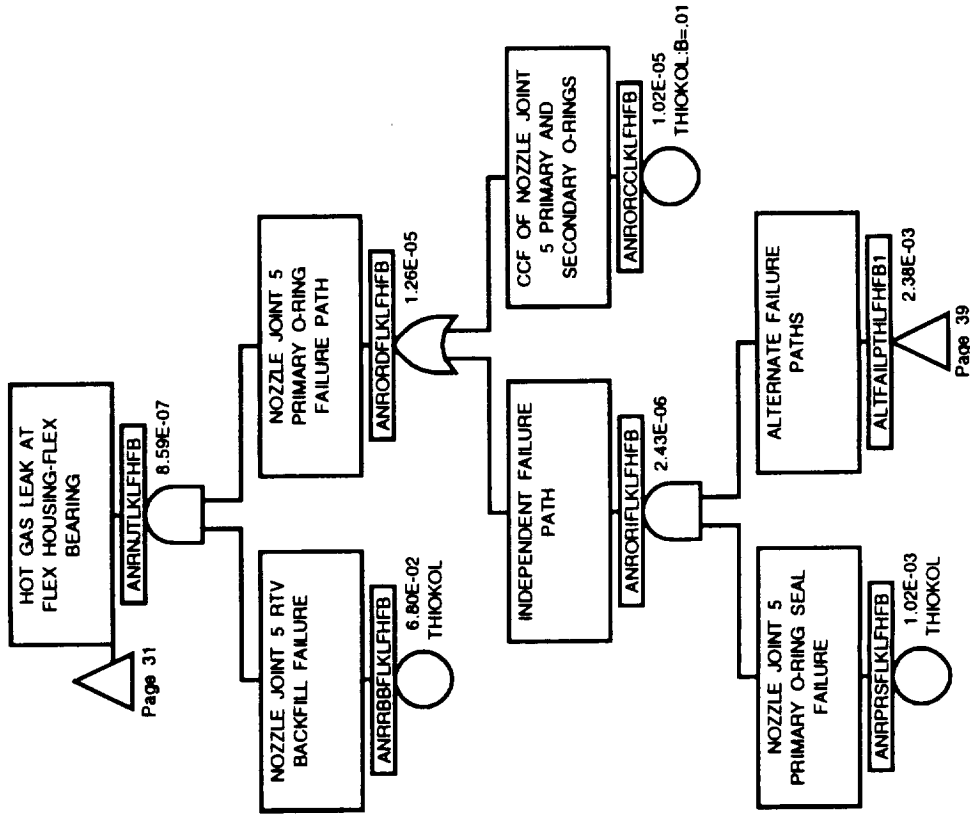 HOT GAS LEAK AT
FLEX HOUSING-FLEX
BEARING
ANRNJTLKLFHFB
8.59E-07
Page 31
NOZZLE JOINT 5 RTV
BACKFILL FAILURE
ANRRBBFLKLFHFB
6.80E-02
THIOKOL
NOZZLE JOINT 5
PRIMARY O-RING
FAILURE PATH
ANRORDFLKLFHFB
1.26E-05
INDEPENDENT FAILURE
PATH
ANRORIFLKLFHFB
2.43E-06
CCF OF NOZZLE JOINT
5 PRIMARY AND
SECONDARY O-RINGS
ANRORCCLKLFHFB
1.02E-05
THIOKOL:B=.01
NOZZLE JOINT 5
PRIMARY O-RING SEAL
FAILURE
ANRPRSFLKLFHFB
1.02E-03
THIOKOL
ALTERNATE FAILURE
PATHS
ALTFAILPTHLFHFB1
2.38E-03
Page 39